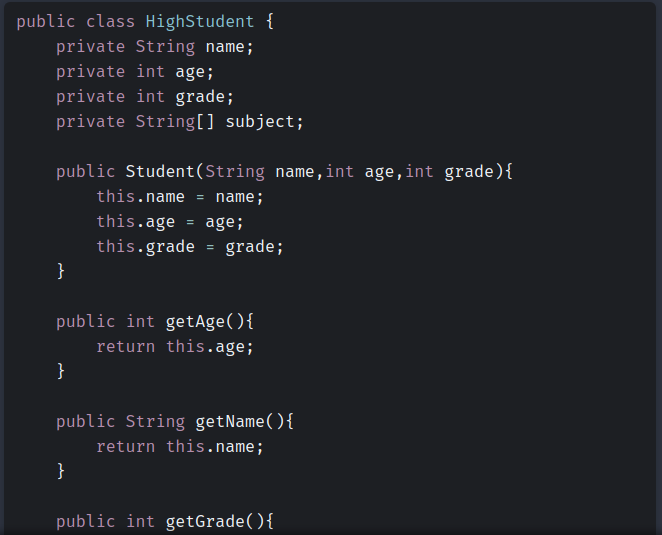 public class HighStudent {
    private String name;
    private int age;
    private int grade;
    private String[] subject;

    public Student(String name,int age,int grade){
        this.name = name;
        this.age = age;
        this.grade = grade;
    }

    public int getAge(){
        return this.age;
    }

    public String getName(){
        return this.name;
    }

    public int getGrade(){